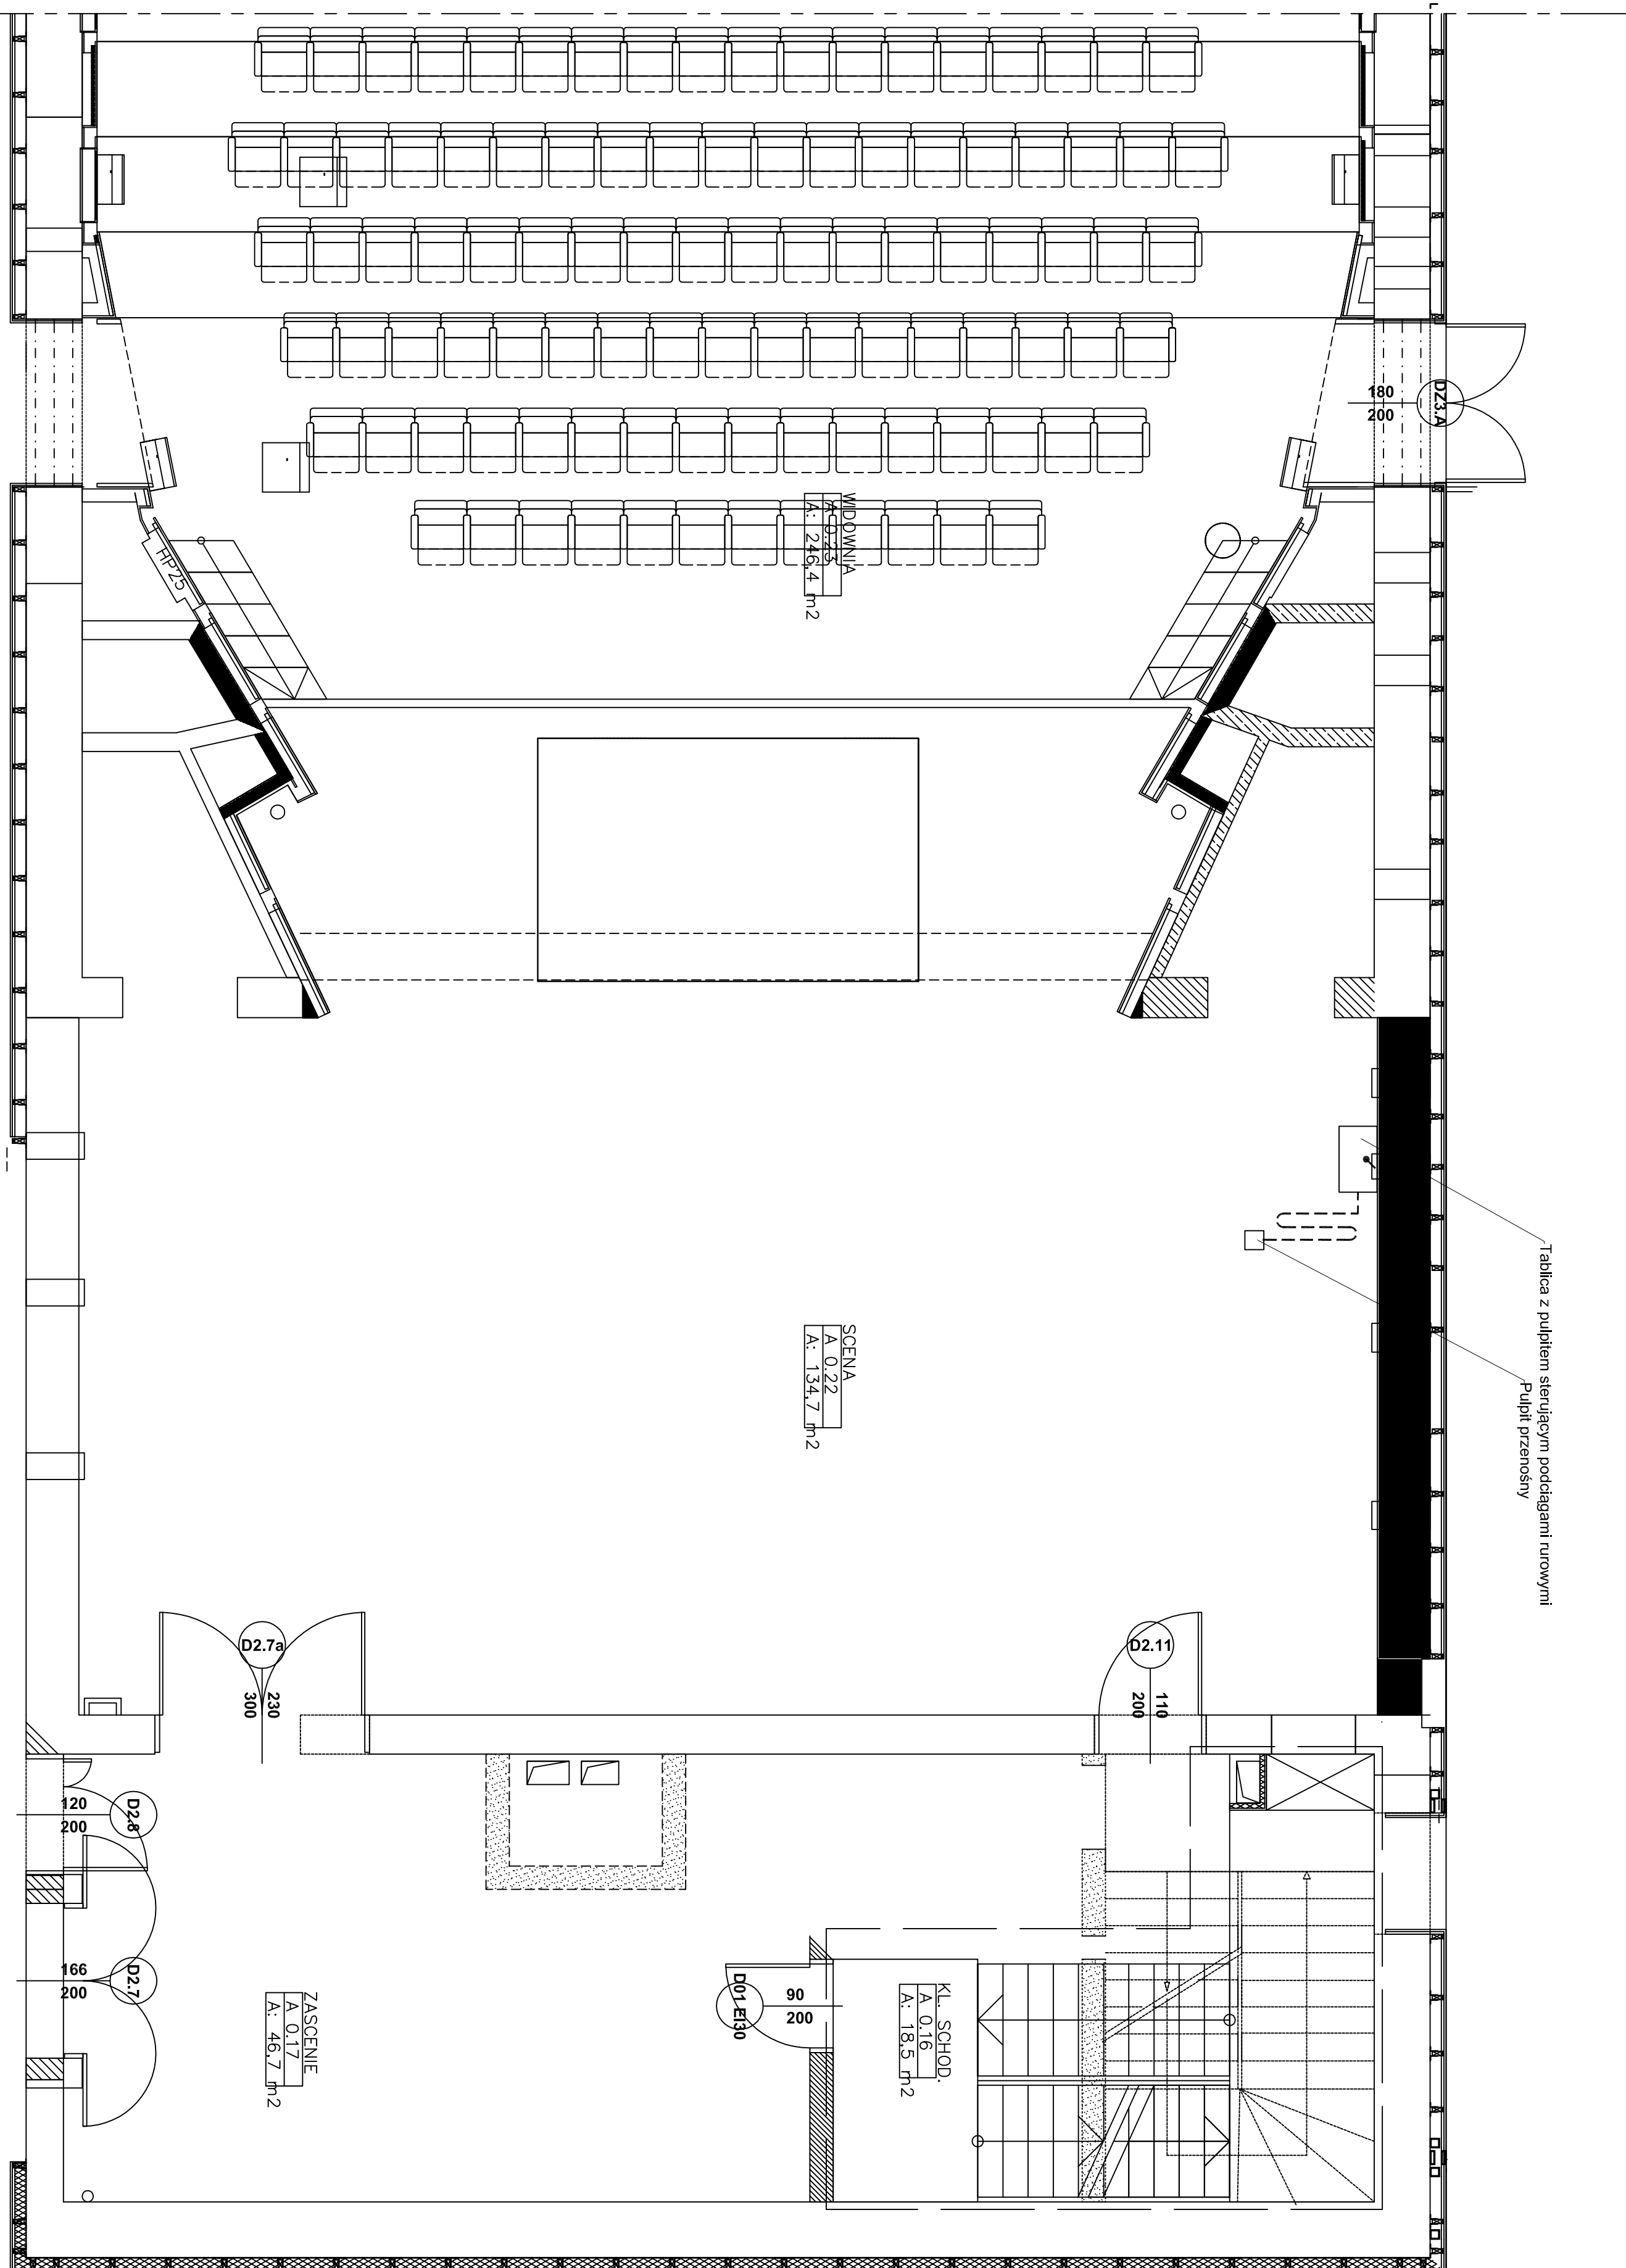 180
200
DZ3.A
WIDOWNIA
A 0.23
A: 246,4 m2
HP25
Tablica z pulpitem sterującym podciągami rurowymi
Pulpit przenośny
SCENA
A 0.22
A: 134,7 m2
D2.7a
230
300
D2.11
110
200
120
200
D2.8
166
200
D2.7
ZASCENIE
A 0.17
A: 46,7 m2
D01 EI30
90
200
KL. SCHOD.
A 0.16
A: 18,5 m2